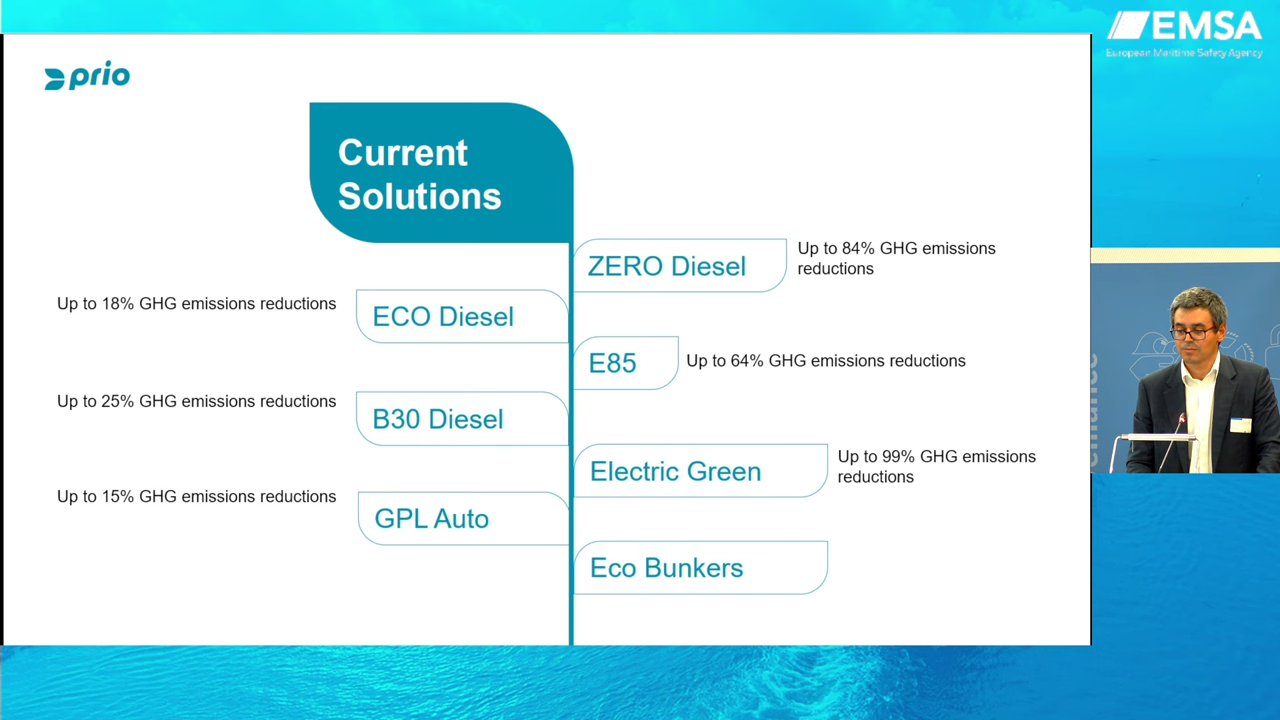 EMSA
European Maritime Safety Agency
prio
Current
Solutions
ZERO Diesel
Up to 84% GHG emissions
reductions
Up to 18% GHG emissions reductions
ECO Diesel
E85
Up to 64% GHG emissions reductions
Up to 25% GHG emissions reductions
B30 Diesel
Electric Green
Up to 99% GHG emissions
reductions
Up to 15% GHG emissions reductions
GPL Auto
Eco Bunkers